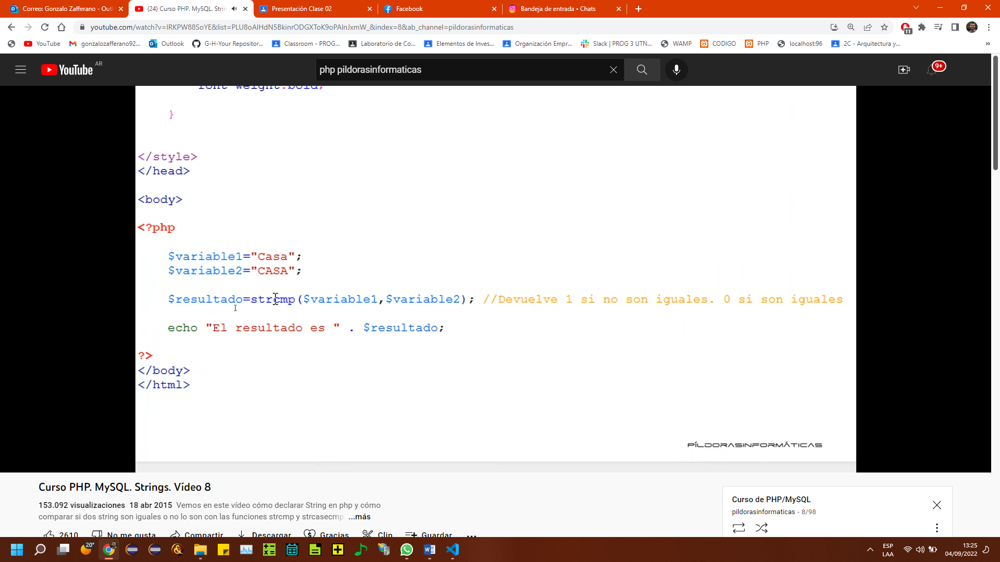 Correo: Gonzalo Zafferano - Outl
(24) Curso PHP. MySQL. Strin
Presentación Clase 02
Facebook
Bandeja de entrada • Chats
youtube.com/watch?v=IRKPW88SoYE&list=PLU8oAlHdN5BkinrODGXToK9oPAlnJxmW_&index=8&ab_channel=pildorasinformaticas
11
YouTube
gonzalozafferano92...
Outlook
G-H-Your Repositor...
Classroom - PROG...
Laboratorio de Co...
Elementos de Inves...
Organización Empr...
Slack | PROG 3 UTN...
WAMP
CODIGO
PHP
localhost:96
2C - Arquitectura y...
»
YouTube AR
php pildorasinformaticas
9+
font-weight:bold;
}
</style>
</head>
<body>
<?php
$variable1="Casa";
$variable2="CASA";
$resultado=strcmp($variable1,$variable2); //Devuelve 1 si no son iguales. 0 si son iguales
echo "El resultado es " . $resultado;
?>
</body>
</html>
PÍLDORASINFORMÁTICAS
Curso PHP. MySQL. Strings. Vídeo 8
153.092 visualizaciones 18 abr 2015 Vemos en este vídeo cómo declarar String en php y cómo
comparar si dos string son iguales o no lo son con las funciones strcmp y strcasecmp. ...más
2610
No me gusta
Compartir
Descargar
Gracias
Clip
Guardar
Curso de PHP/MySQL
pildorasinformaticas - 8/98
20°
ESP
LAA
13:25
04/09/2022